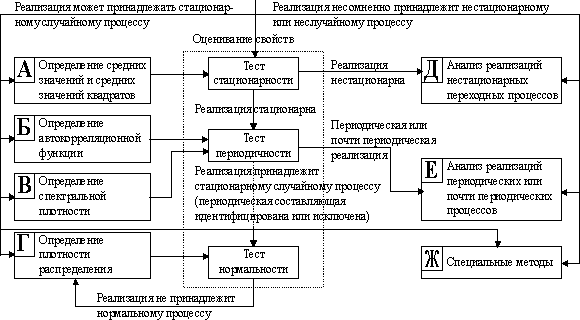 Реализация может принадлежать стационар-
ному случайному процессу
Реализация несомненно принадлежит нестационарному
или неслучайному процессу
Оценивание свойств
А
Определение средних
значений и средних
значений квадратов
Тест
стационарности
Реализация
нестационарна
Д
Анализ реализаций
нестационарных
переходных процессов
Реализация стационарна
Б
Определение
автокорреляционной
функции
Тест
периодичности
Периодическая или
почти периодическая
реализация
В
Определение
спектральной
плотности
Реализация принадлежит
стационарному случайному процессу
(периодическая составляющая
идентифицирована или исключена)
Е
Анализ реализаций
периодических или
почти периодических
процессов
Г
Определение
плотности
распределения
Тест
нормальности
Ж
Специальные методы
Реализация не принадлежит
нормальному процессу